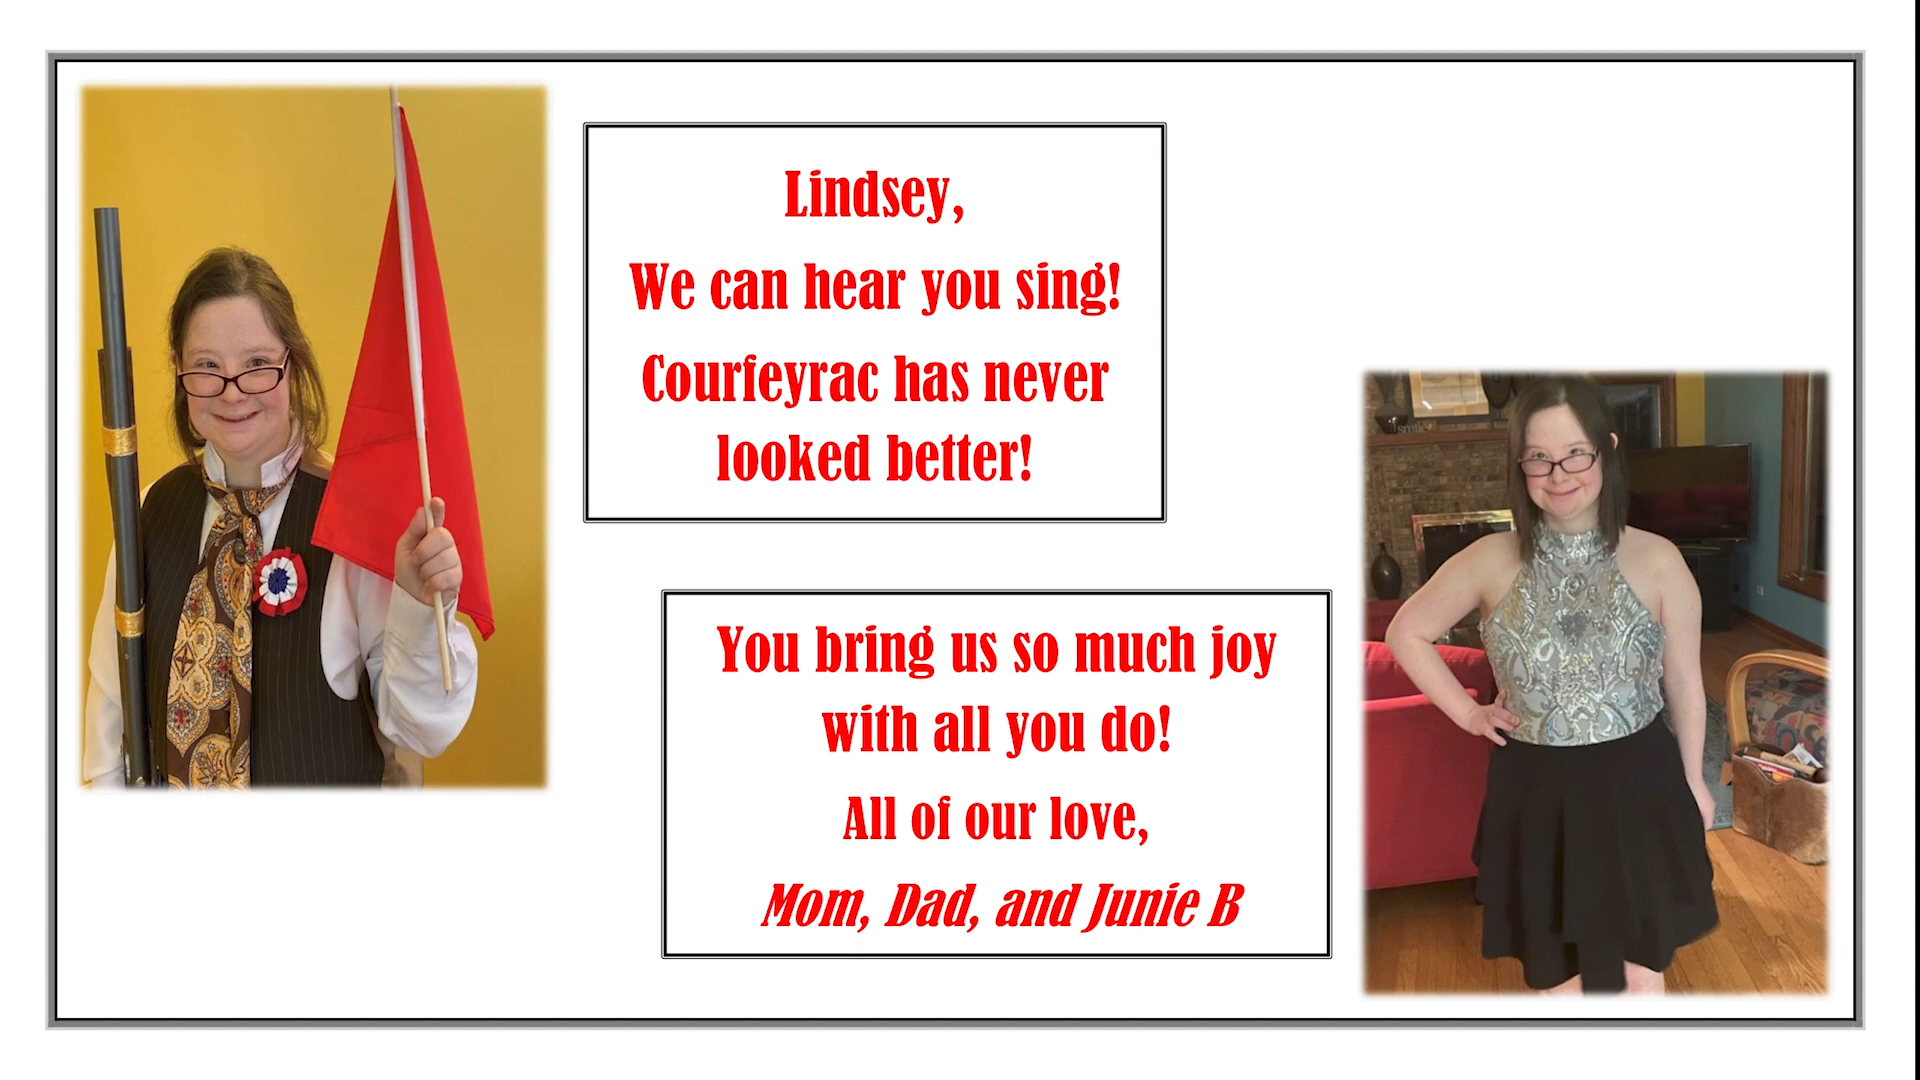 Lindsey,
We can hear you sing!
Courfeyrac has never
looked better!
You bring us so much joy
with all you do!
All of our love,
Mom, Dad, and Junie B